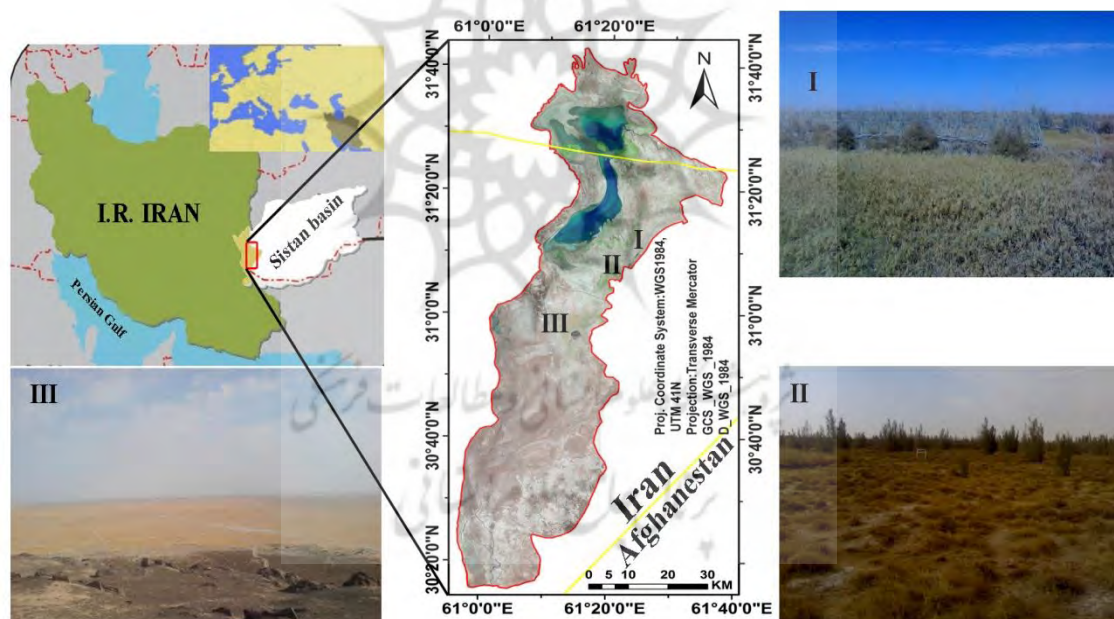 I.R. IRAN
Sistan basin
Persian Gulf
III
61°0'0"E
61°20'0"E
31°40'0"N
31°20'0"N
31°0'0"N
30°40'0"N
30°20'0"N
N
I
II
III
Proj. Coordinate System:WGS1984,
UTM 41N
Projection:Transverse Mercator
GCS_WGS_1984
D_WGS_1984
Iran
Afghanestan
0 5 10 20 30
KM
31°40'0"N
31°20'0"N
31°0'0"N
30°40'0"N
30°20'0"N
61°0'0"E
61°20'0"E
61°40'0"E
I
II